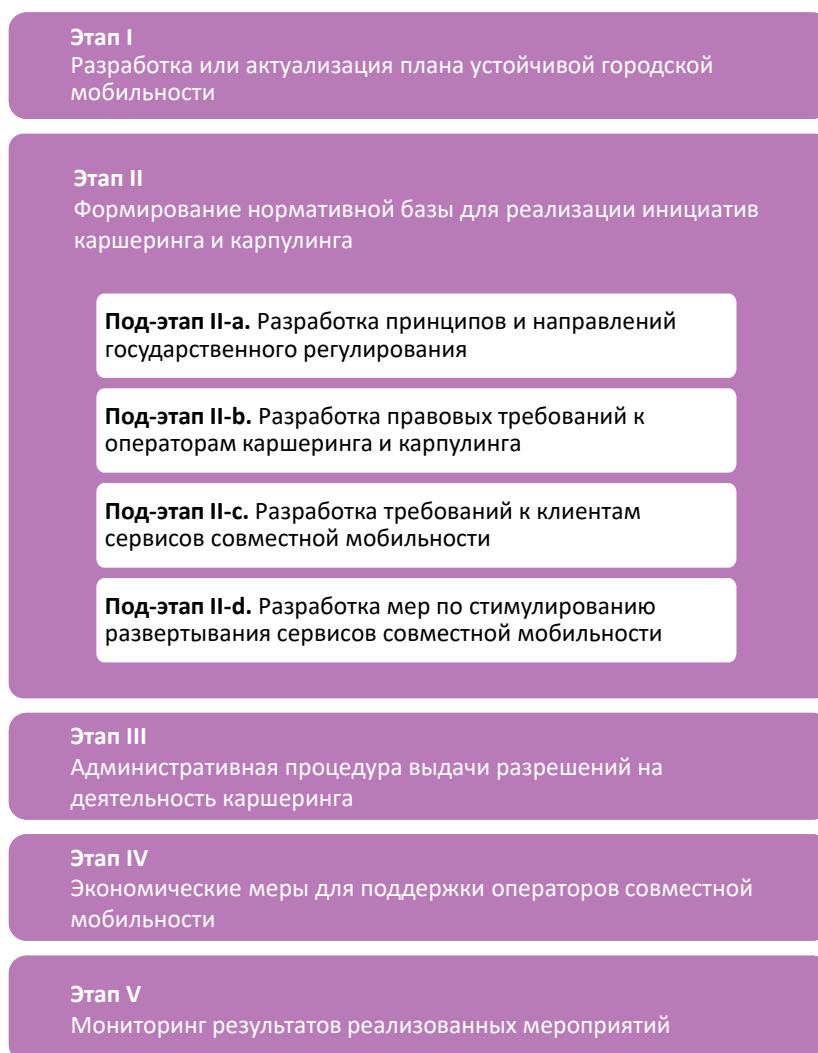 Этап I
Разработка или актуализация плана устойчивой городской
мобильности
Этап II
Формирование нормативной базы для реализации инициатив
каршеринга и карпулинга
Под-этап II-a. Разработка принципов и направлений
государственного регулирования
Под-этап II-b. Разработка правовых требований к
операторам каршеринга и карпулинга
Под-этап II-c. Разработка требований к клиентам
сервисов совместной мобильности
Под-этап II-d. Разработка мер по стимулированию
развертывания сервисов совместной мобильности
Этап III
Административная процедура выдачи разрешений на
деятельность каршеринга
Этап IV
Экономические меры для поддержки операторов совместной
мобильности
Этап V
Мониторинг результатов реализованных мероприятий